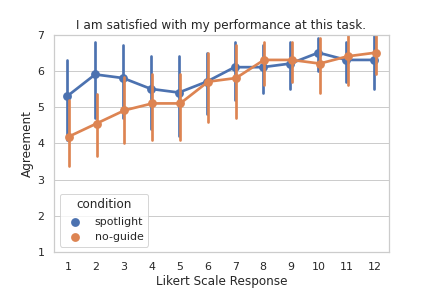 I am satisfied with my performance at this task.
7
6
5
4
3
2
1
Agreement
condition
spotlight
no-guide
1 2 3 4 5 6 7 8 9 10 11 12
Likert Scale Response